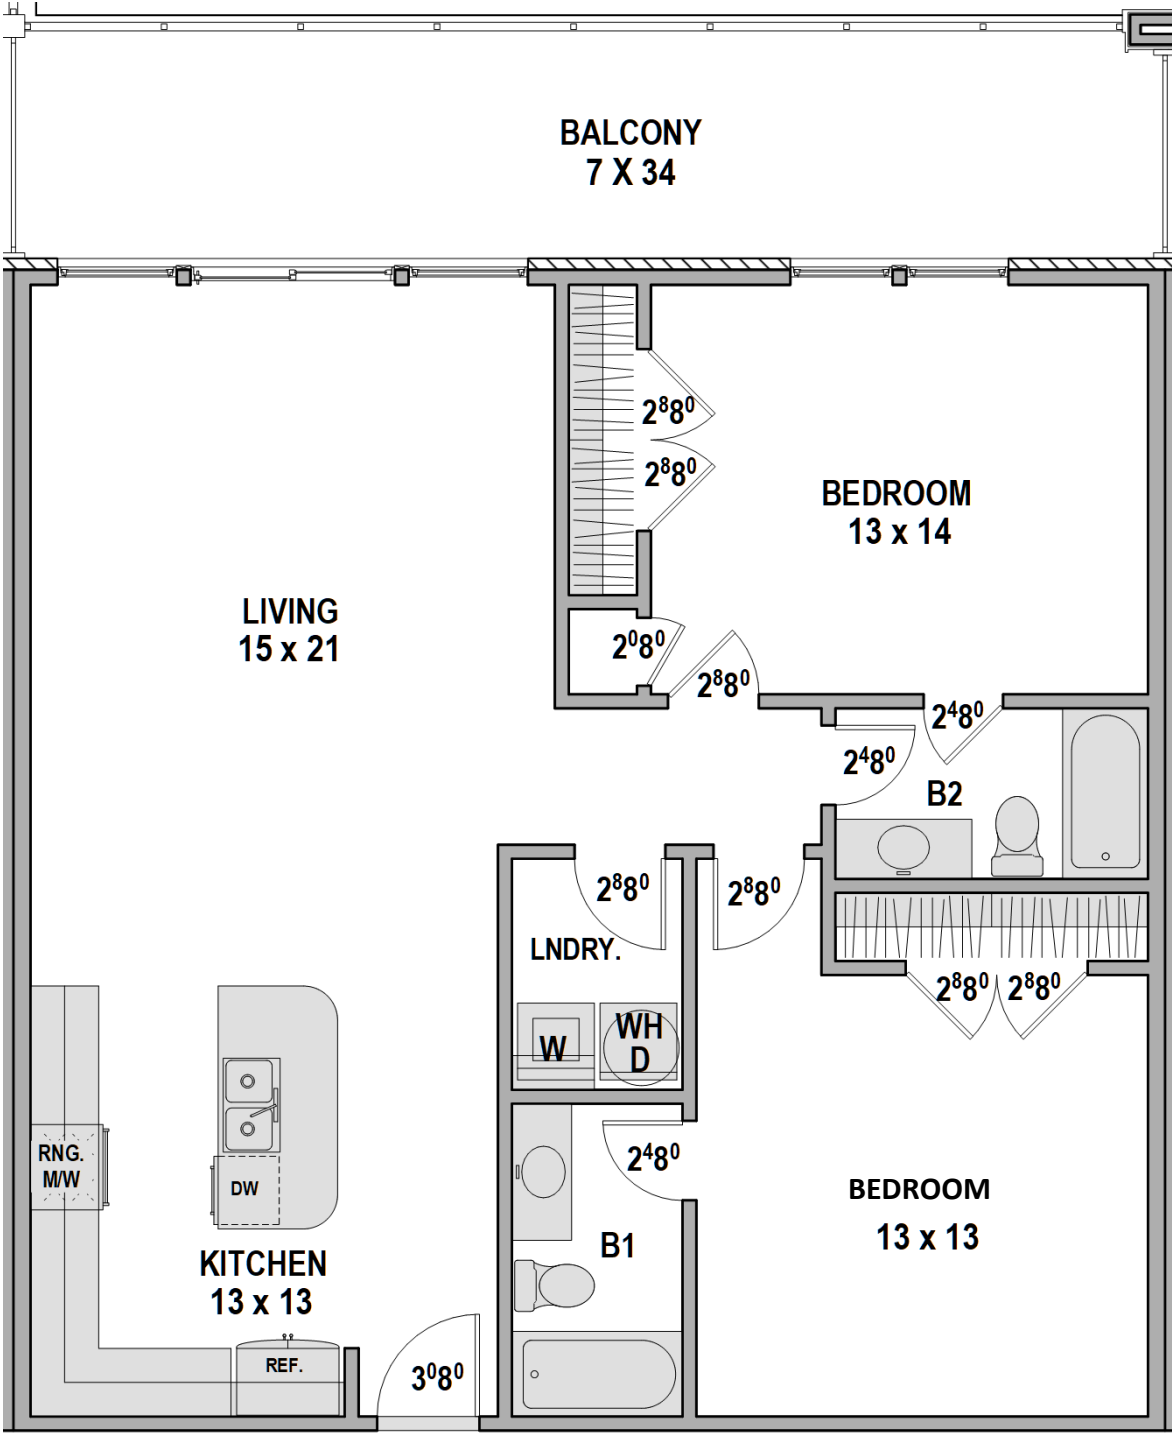 BALCONY
7 X 34
2⁸8⁰
2⁸8⁰
BEDROOM
13 x 14
LIVING
15 x 21
2⁰8⁰
2⁸8⁰
2⁴8⁰
2⁴8⁰
B2
2⁸8⁰
2⁸8⁰
LNDRY.
2⁸8⁰
2⁸8⁰
W
WH
D
RNG.
M/W
DW
2⁴8⁰
BEDROOM
13 x 13
B1
KITCHEN
13 x 13
REF.
3⁰8⁰